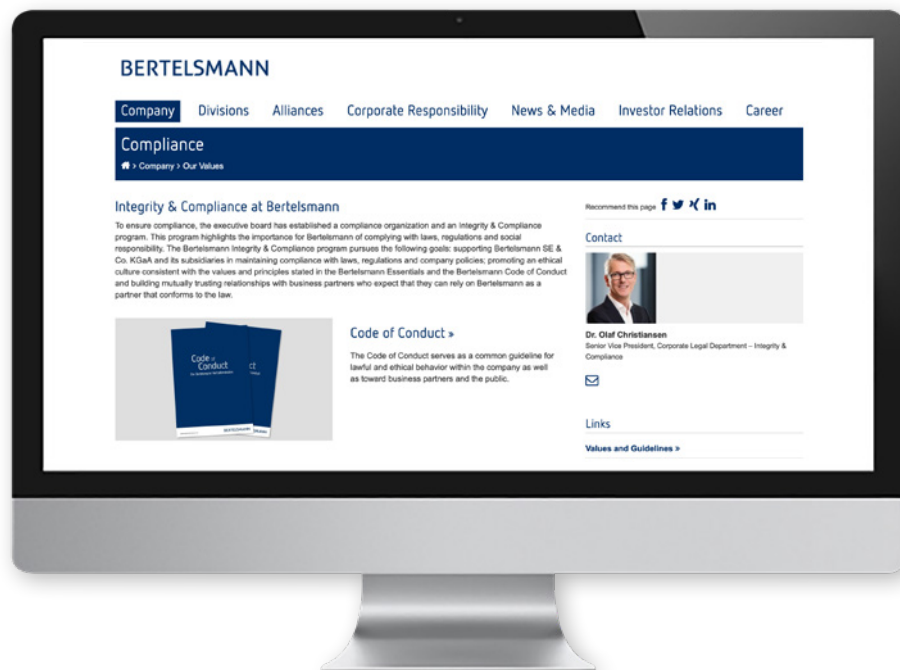 BERTELSMANN
Company Divisions Alliances Corporate Responsibility News & Media Investor Relations Career
Compliance
> Company > Our Values
Integrity & Compliance at Bertelsmann
To ensure compliance, the executive board has established a compliance organization and an Integrity & Compliance
program. This program highlights the importance for Bertelsmann of complying with laws, regulations and social
responsibility. The Bertelsmann Integrity & Compliance program pursues the following goals: supporting Bertelsmann SE &
Co. KGaA and its subsidiaries in maintaining compliance with laws, regulations and company policies; promoting an ethical
culture consistent with the values and principles stated in the Bertelsmann Essentials and the Bertelsmann Code of Conduct
and building mutually trusting relationships with business partners who expect that they can rely on Bertelsmann as a
partner that conforms to the law.
Code of
Conduct
BERTELSMANN
Code of Conduct »
The Code of Conduct serves as a common guideline for
lawful and ethical behavior within the company as well
as toward business partners and the public.
Recommend this page
Contact
Dr. Olaf Christiansen
Senior Vice President, Corporate Legal Department – Integrity &
Compliance
Links
Values and Guidelines »